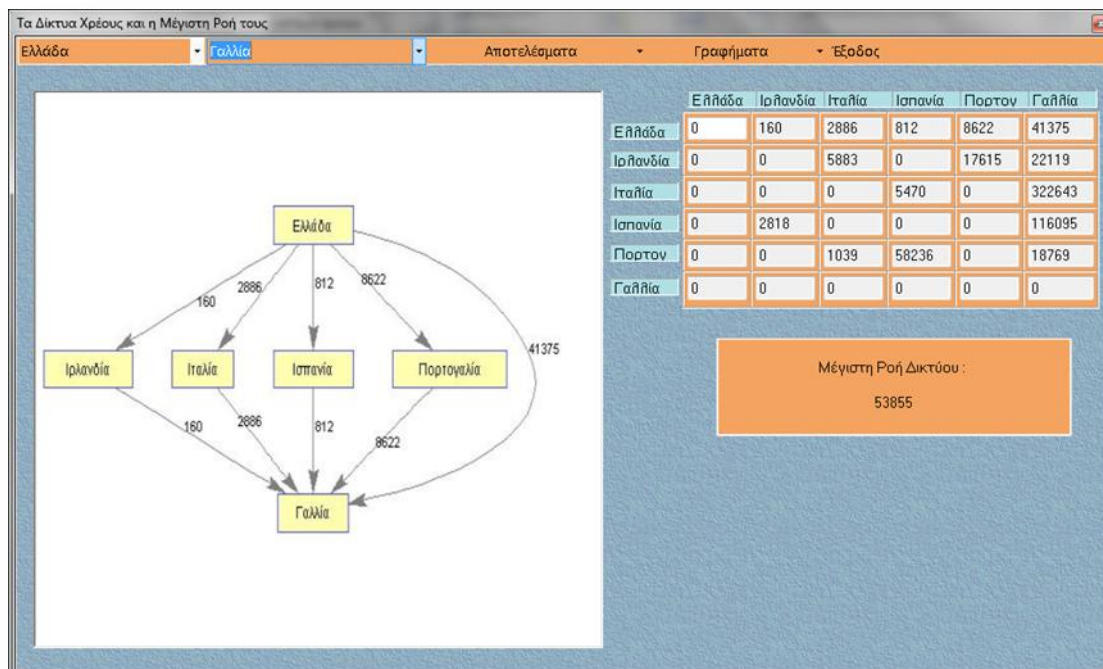 Τα Δίκτυα Χρέους και η Μέγιστη Ροή τους
Ελλάδα Γαλλία Αποτελέσματα Γραφήματα Έξοδος
Ελλάδα Ιρλανδία Ιταλία Ισπανία Πορτογ Γαλλία
Ελλάδα 0 160 2886 812 8622 41375
Ιρλανδία 0 0 5883 0 17615 22119
Ιταλία 0 0 0 5470 0 322643
Ισπανία 0 2818 0 0 0 116095
Πορτογ 0 0 1039 58236 0 18769
Γαλλία 0 0 0 0 0 0
Ελλάδα
160 2886 812 8622
41375
Ιρλανδία Ιταλία Ισπανία Πορτογαλία
160 2886 812 8622
Γαλλία
Μέγιστη Ροή Δικτύου :
53855